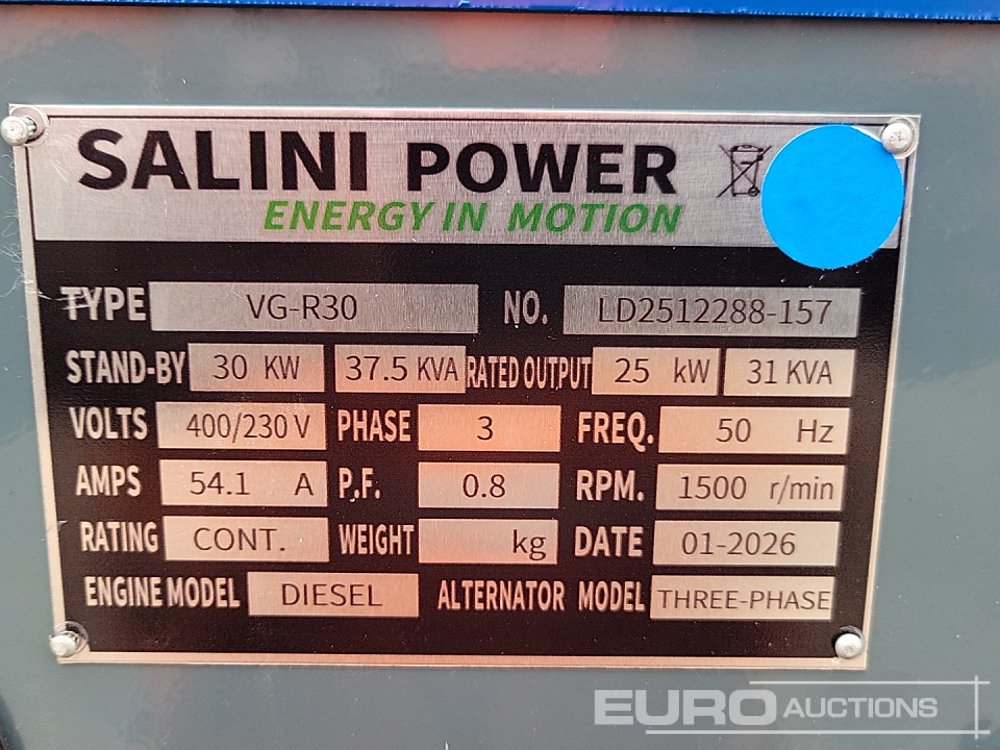 SALINI POWER
ENERGY IN MOTION
TYPE VG-R30 NO. LD2512288-157
STAND-BY 30 KW 37.5 KVA RATED OUTPUT 25 kW 31 KVA
VOLTS 400/230 V PHASE 3 FREQ. 50 Hz
AMPS 54.1 A P.F. 0.8 RPM. 1500 r/min
RATING CONT. WEIGHT kg DATE 01-2026
ENGINE MODEL DIESEL ALTERNATOR MODEL THREE-PHASE
EURO AUCTIONS